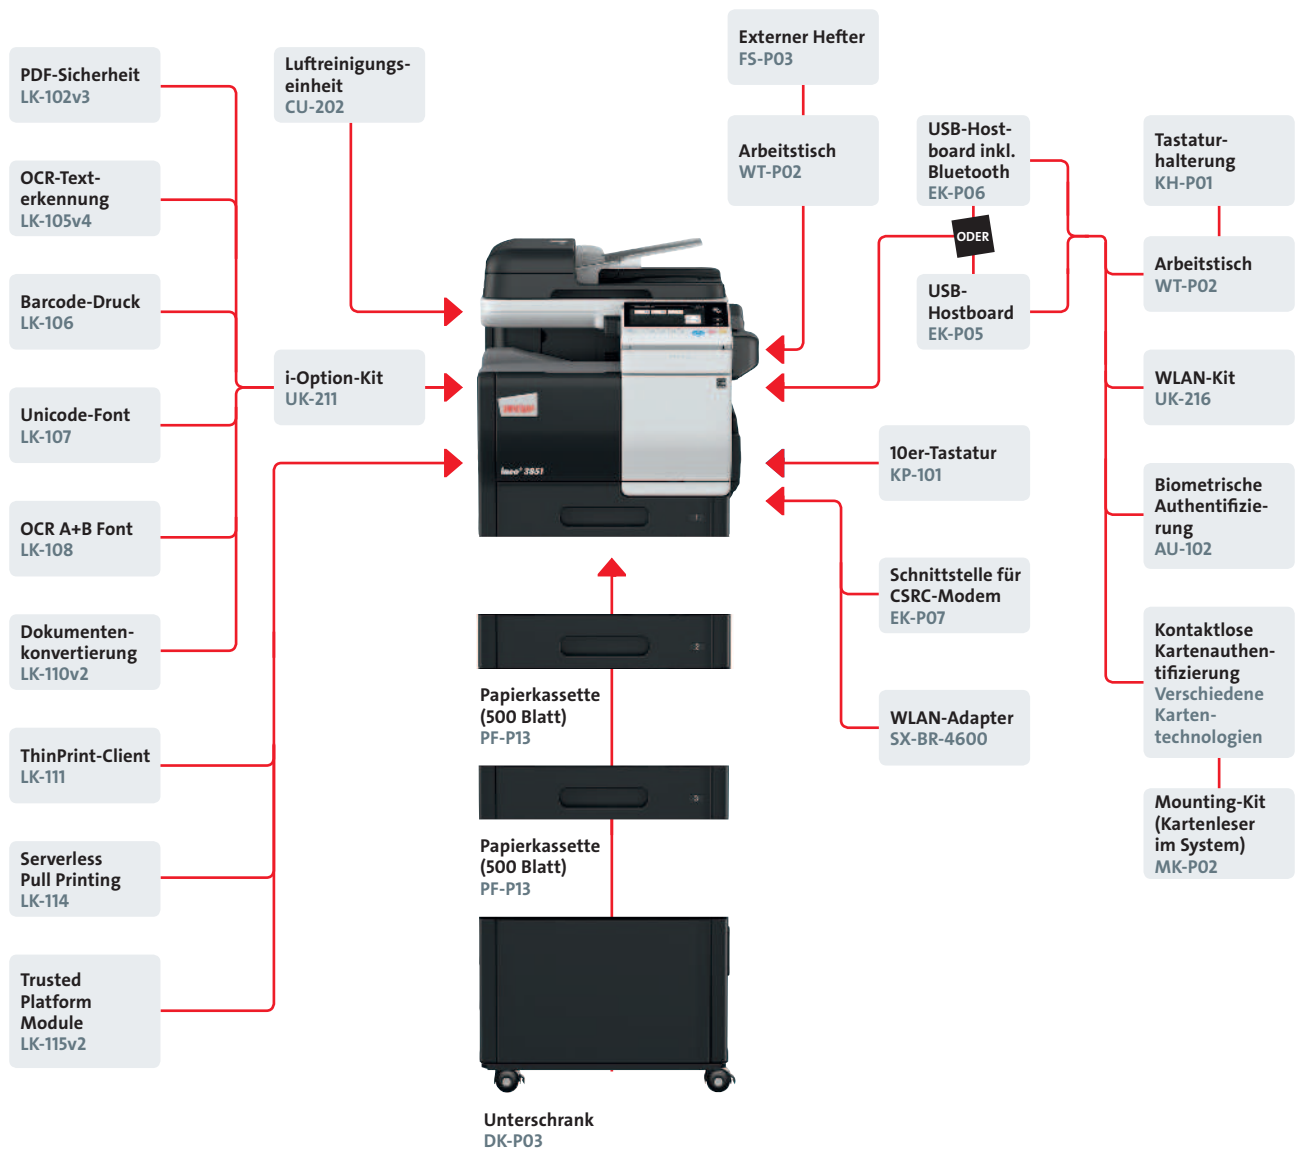 PDF-Sicherheit
LK-102v3
OCR-Text-
erkennung
LK-105v4
Barcode-Druck
LK-106
Unicode-Font
LK-107
OCR A+B Font
LK-108
Dokumenten-
konvertierung
LK-110v2
ThinPrint-Client
LK-111
Serverless
Pull Printing
LK-114
Trusted
Platform
Module
LK-115v2
Luftreinigungs-
einheit
CU-202
i-Option-Kit
UK-211
ineo+ 3851
1
2
Papierkassette
(500 Blatt)
PF-P13
3
Papierkassette
(500 Blatt)
PF-P13
Unterschrank
DK-P03
Externer Hefter
FS-P03
Arbeitstisch
WT-P02
USB-Host-
board inkl.
Bluetooth
EK-P06
ODER
USB-
Hostboard
EK-P05
10er-Tastatur
KP-101
Schnittstelle für
CSRC-Modem
EK-P07
WLAN-Adapter
SX-BR-4600
Tastatur-
halterung
KH-P01
Arbeitstisch
WT-P02
WLAN-Kit
UK-216
Biometrische
Authentifizie-
rung
AU-102
Kontaktlose
Kartenauthen-
tifizierung
Verschiedene
Karten-
technologien
Mounting-Kit
(Kartenleser
im System)
MK-P02